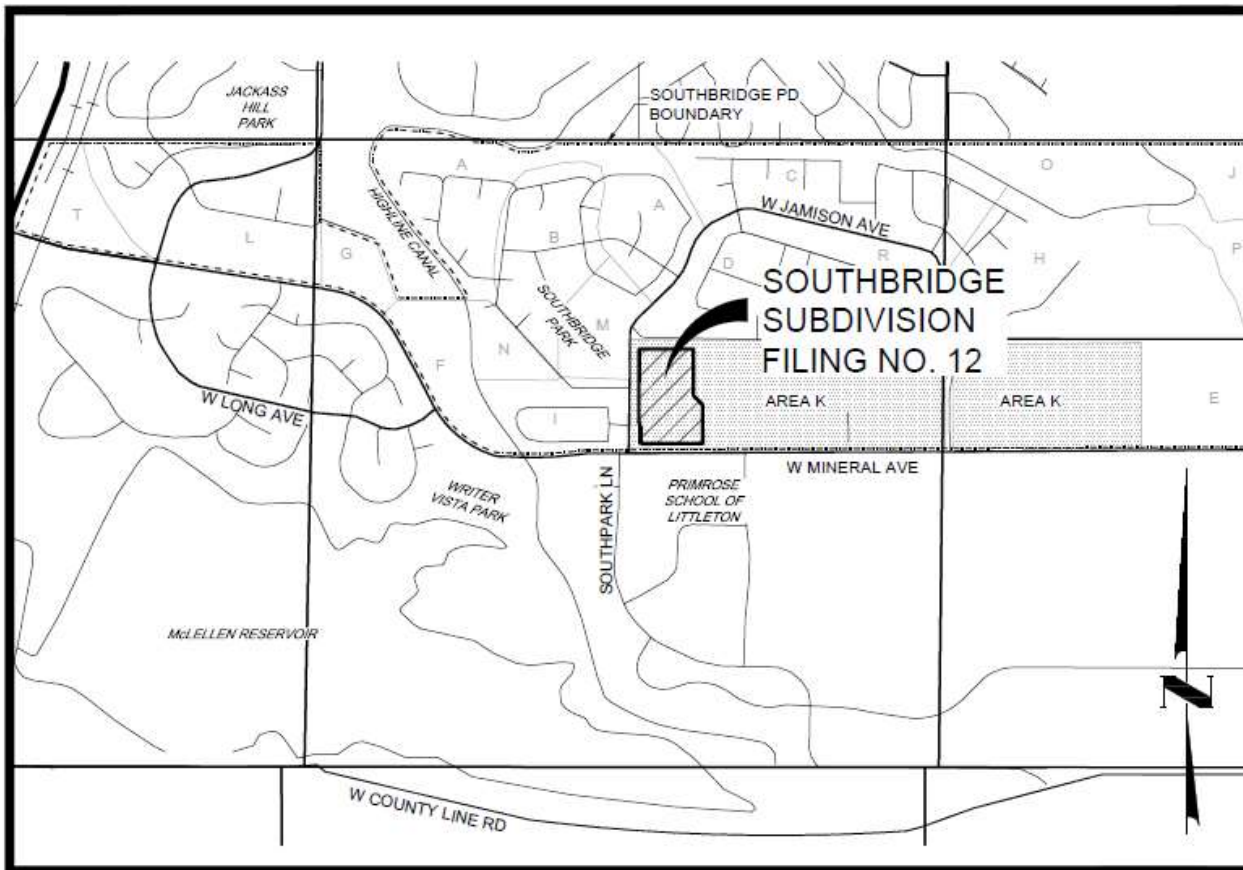 JACKASS
HILL
PARK
SOUTHBRIDGE PD
BOUNDARY
A
C
O
J
T
HIGHLINE CANAL
A
W JAMISON AVE
L
G
B
D
R
H
P
SOUTHBRIDGE
SUBDIVISION
FILING NO. 12
SOUTHBRIDGE
PARK
M
N
F
I
AREA K
AREA K
E
W LONG AVE
W MINERAL AVE
WRITER
VISTA PARK
SOUTHPARK LN
PRIMROSE
SCHOOL OF
LITTLETON
McLELLEN RESERVOIR
N
W COUNTY LINE RD